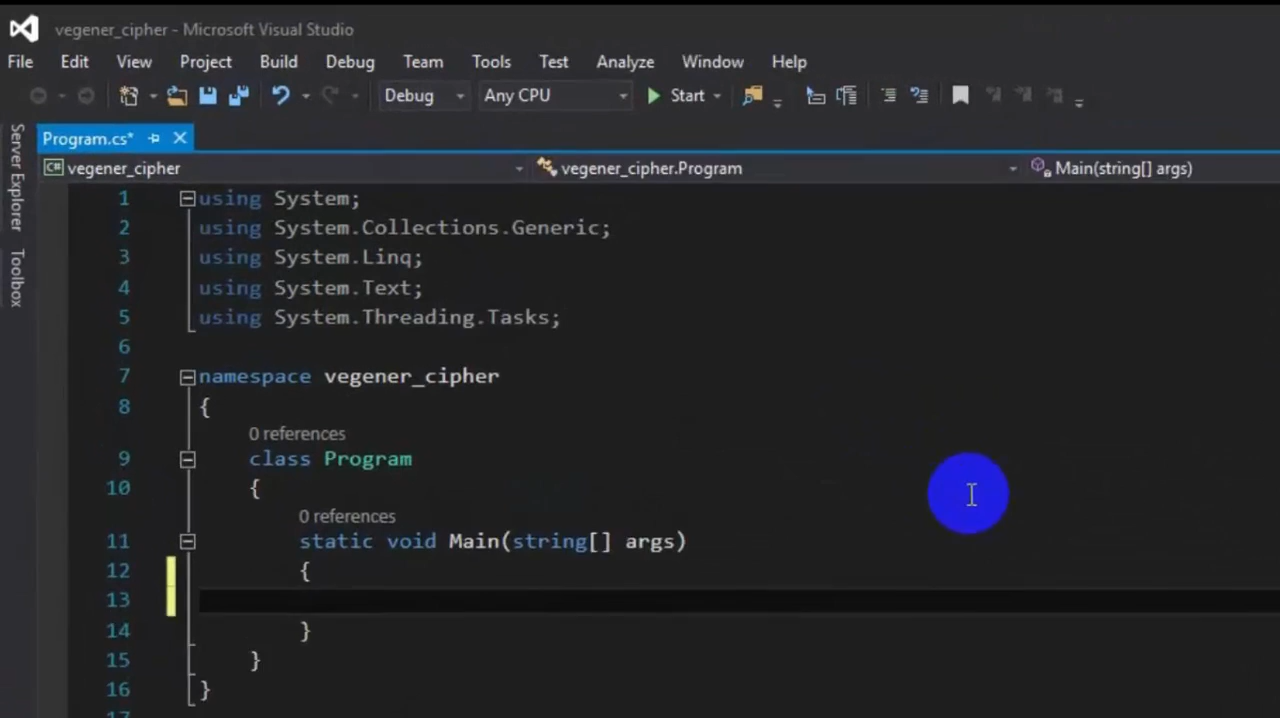 vegener_cipher - Microsoft Visual Studio
File Edit View Project Build Debug Team Tools Test Analyze Window Help
Debug Any CPU Start
Server Explorer
Toolbox
Program.cs*
C# vegener_cipher vegener_cipher.Program Main(string[] args)
1 using System;
2 using System.Collections.Generic;
3 using System.Linq;
4 using System.Text;
5 using System.Threading.Tasks;
6
7 namespace vegener_cipher
8 {
0 references
9 class Program
10 {
0 references
11 static void Main(string[] args)
12 {
13
14 }
15 }
16 }
17